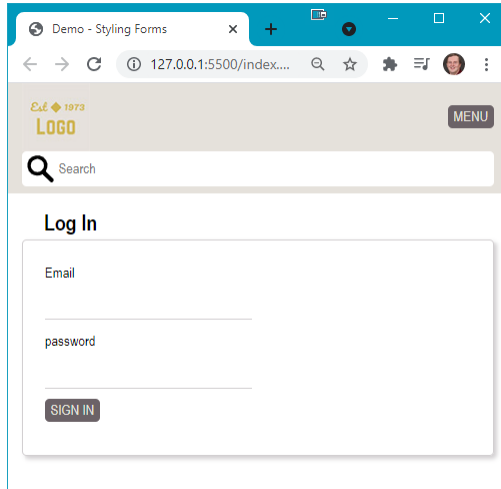 Demo - Styling Forms
127.0.0.1:5500/index....
Est 1973
LOGO
MENU
Search
Log In
Email
password
SIGN IN